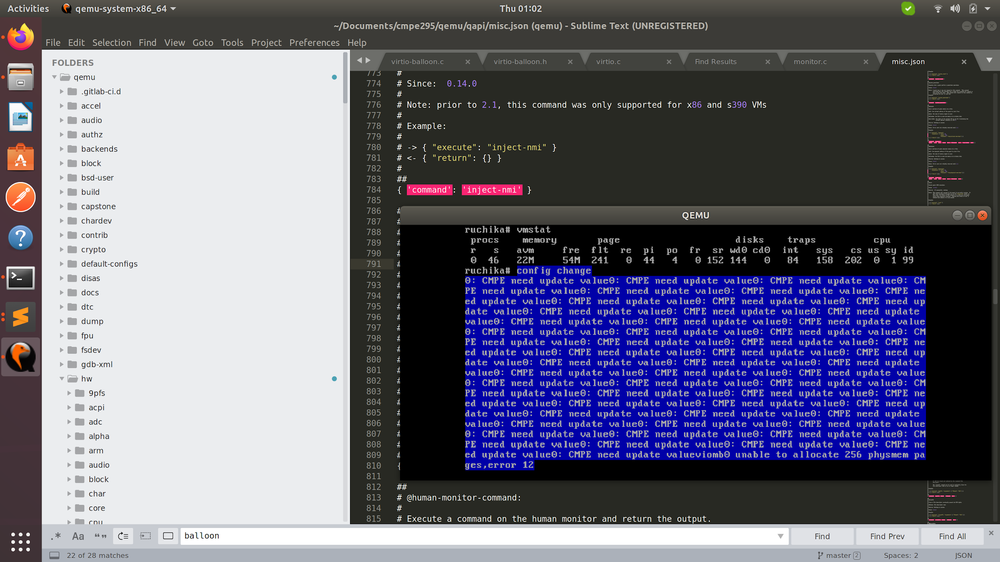 Activities
qemu-system-x86_64
Thu 01:02
~/Documents/cmpe295/qemu/qapi/misc.json (qemu) - Sublime Text (UNREGISTERED)
File Edit Selection Find View Goto Tools Project Preferences Help
FOLDERS
qemu
.gitlab-ci.d
accel
audio
authz
backends
block
bsd-user
build
capstone
chardev
contrib
crypto
default-configs
disas
docs
dtc
dump
fpu
fsdev
gdb-xml
hw
9pfs
acpi
adc
alpha
arm
audio
block
char
core
cpu
virtio-balloon.c
virtio-balloon.h
virtio.c
Find Results
monitor.c
misc.json
773 #
774 # Since:  0.14.0
775 #
776 # Note: prior to 2.1, this command was only supported for x86 and s390 VMs
777 #
778 # Example:
779 #
780 # -> { "execute": "inject-nmi" }
781 # <- { "return": {} }
782 #
783 ##
784 { 'command': 'inject-nmi' }
785
786 #
787 #
788 #
789 #
790 #
791 #
792 #
793 #
794 #
795 #
796 #
797 #
798 #
799 #
800 #
801 #
802 #
803 #
804 #
805 #
806 #
807 #
808 #
809 #
810 {
811
812 ##
813 # @human-monitor-command:
814 #
815 # Execute a command on the human monitor and return the output.
QEMU
ruchika# vmstat
procs memory page disks traps cpu
r s avm fre flt re pi po fr sr wd0 cd0 int sys cs us sy id
0 46 22M 54M 241 0 44 4 0 152 144 0 84 158 202 0 1 99
ruchika# config change
0: CMPE need update value0: CMPE need update value0: CMPE need update value0: CM
PE need update value0: CMPE need update value0: CMPE need update value0: CMPE ne
ed update value0: CMPE need update value0: CMPE need update value0: CMPE need up
date value0: CMPE need update value0: CMPE need update value0: CMPE need update
value0: CMPE need update value0: CMPE need update value0: CMPE need update value
0: CMPE need update value0: CMPE need update value0: CMPE need update value0: CM
PE need update value0: CMPE need update value0: CMPE need update value0: CMPE ne
ed update value0: CMPE need update value0: CMPE need update value0: CMPE need up
date value0: CMPE need update value0: CMPE need update value0: CMPE need update
value0: CMPE need update value0: CMPE need update value0: CMPE need update value
0: CMPE need update value0: CMPE need update value0: CMPE need update value0: CM
PE need update value0: CMPE need update value0: CMPE need update value0: CMPE ne
ed update value0: CMPE need update value0: CMPE need update value0: CMPE need up
date value0: CMPE need update value0: CMPE need update value0: CMPE need update
value0: CMPE need update value0: CMPE need update value0: CMPE need update value
0: CMPE need update value0: CMPE need update value0: CMPE need update value0: CM
PE need update value0: CMPE need update value0: CMPE need update value0: CMPE ne
ed update value0: CMPE need update valueviomb0 unable to allocate 256 physmem pa
ges,error 12
.* Aa “” balloon Find Find Prev Find All
22 of 28 matches
master 2
Spaces: 2
JSON